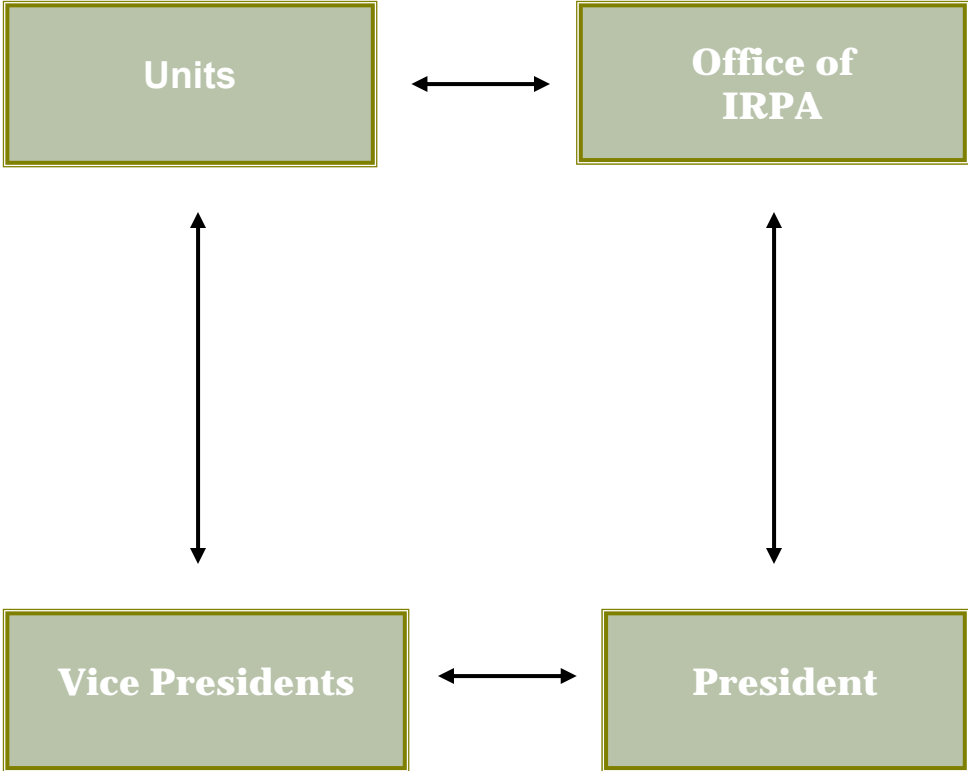 Units
Office of
IRPA
Vice Presidents
President